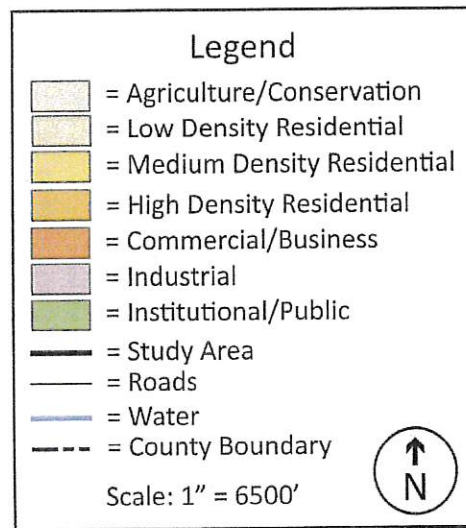 Legend
= Agriculture/Conservation
= Low Density Residential
= Medium Density Residential
= High Density Residential
= Commercial/Business
= Industrial
= Institutional/Public
= Study Area
= Roads
= Water
= County Boundary
Scale: 1" = 6500'
N